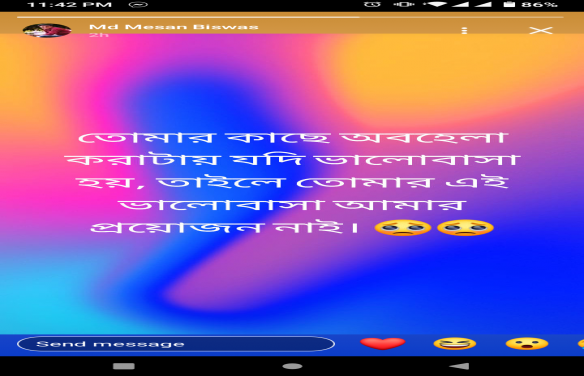 11:42 PM
86%
Md Mesan Biswas
2h
তোমার কাছে অবহেলা
করাটায় যদি ভালোবাসা
হয়, তাইলে তোমার এই
ভালোবাসা আমার
প্রয়োজন নাই। 🥺🥺
Send message